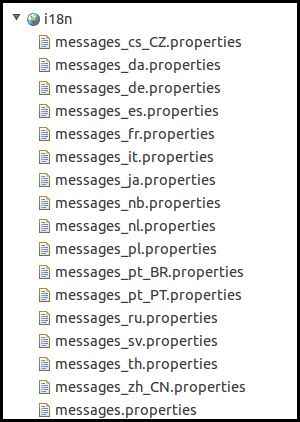 i18n
messages_cs_CZ.properties
messages_da.properties
messages_de.properties
messages_es.properties
messages_fr.properties
messages_it.properties
messages_ja.properties
messages_nb.properties
messages_nl.properties
messages_pl.properties
messages_pt_BR.properties
messages_pt_PT.properties
messages_ru.properties
messages_sv.properties
messages_th.properties
messages_zh_CN.properties
messages.properties